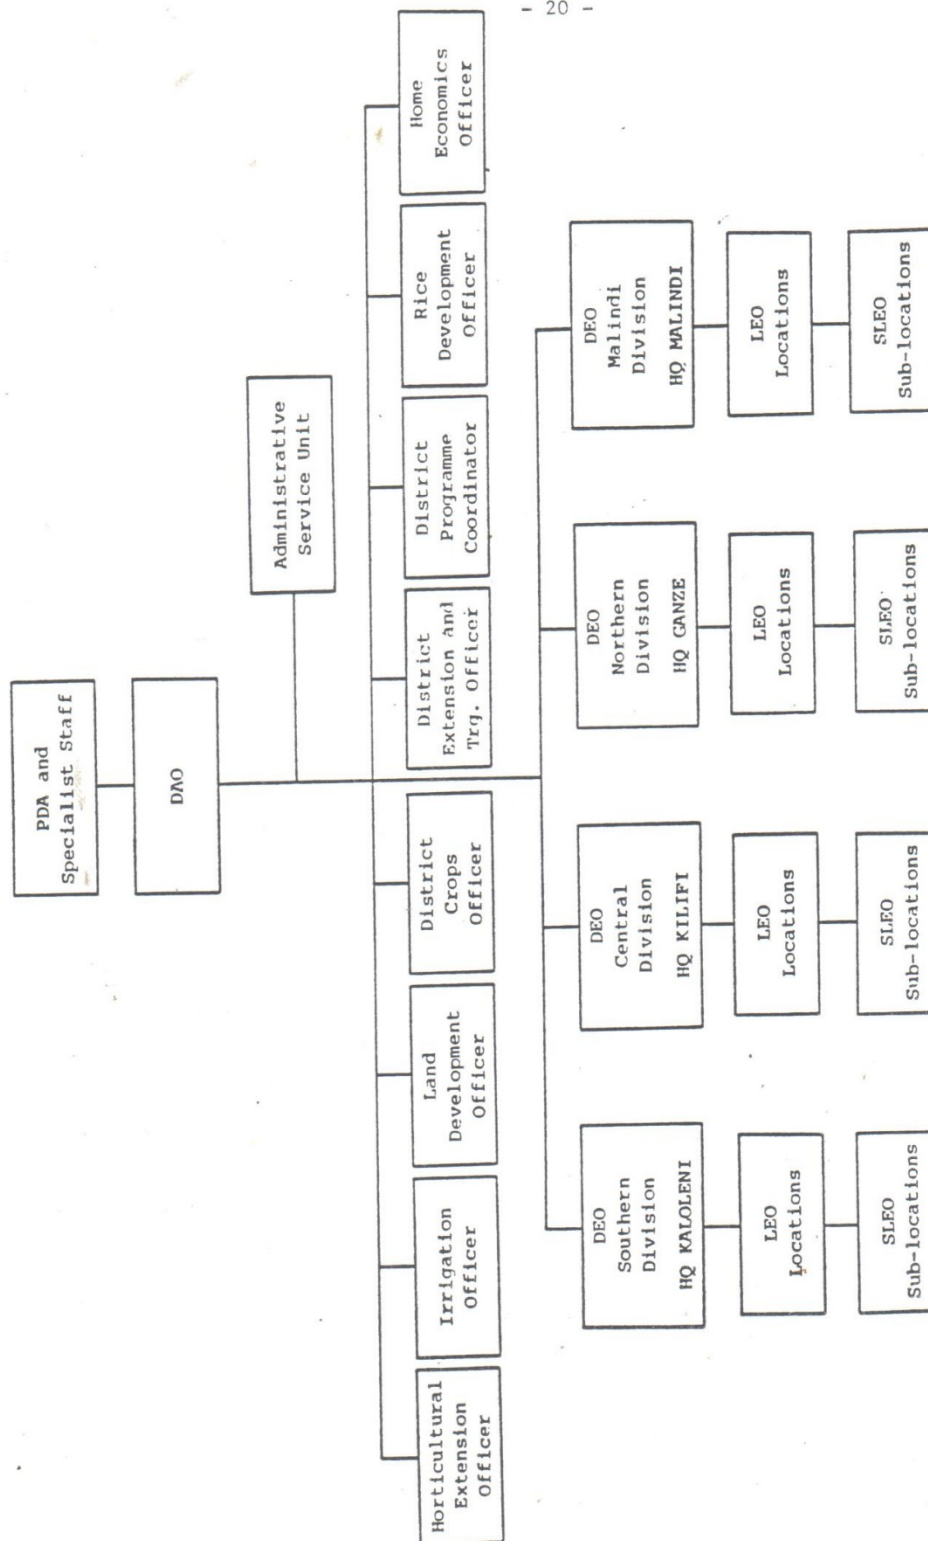 - 20 -
PDA and
Specialist Staff
DAO
Administrative
Service Unit
Horticultural
Extension
Officer
Irrigation
Officer
Land
Development
Officer
District
Crops
Officer
District
Extension and
Trg. Officer
District
Programme
Coordinator
Rice
Development
Officer
Home
Economics
Officer
DEO
Southern
Division
HQ KALOLENI
DEO
Central
Division
HQ KILIFI
DEO
Northern
Division
HQ GANZE
DEO
Malindi
Division
HQ MALINDI
LEO
Locations
LEO
Locations
LEO
Locations
LEO
Locations
SLEO
Sub-locations
SLEO
Sub-locations
SLEO
Sub-locations
SLEO
Sub-locations